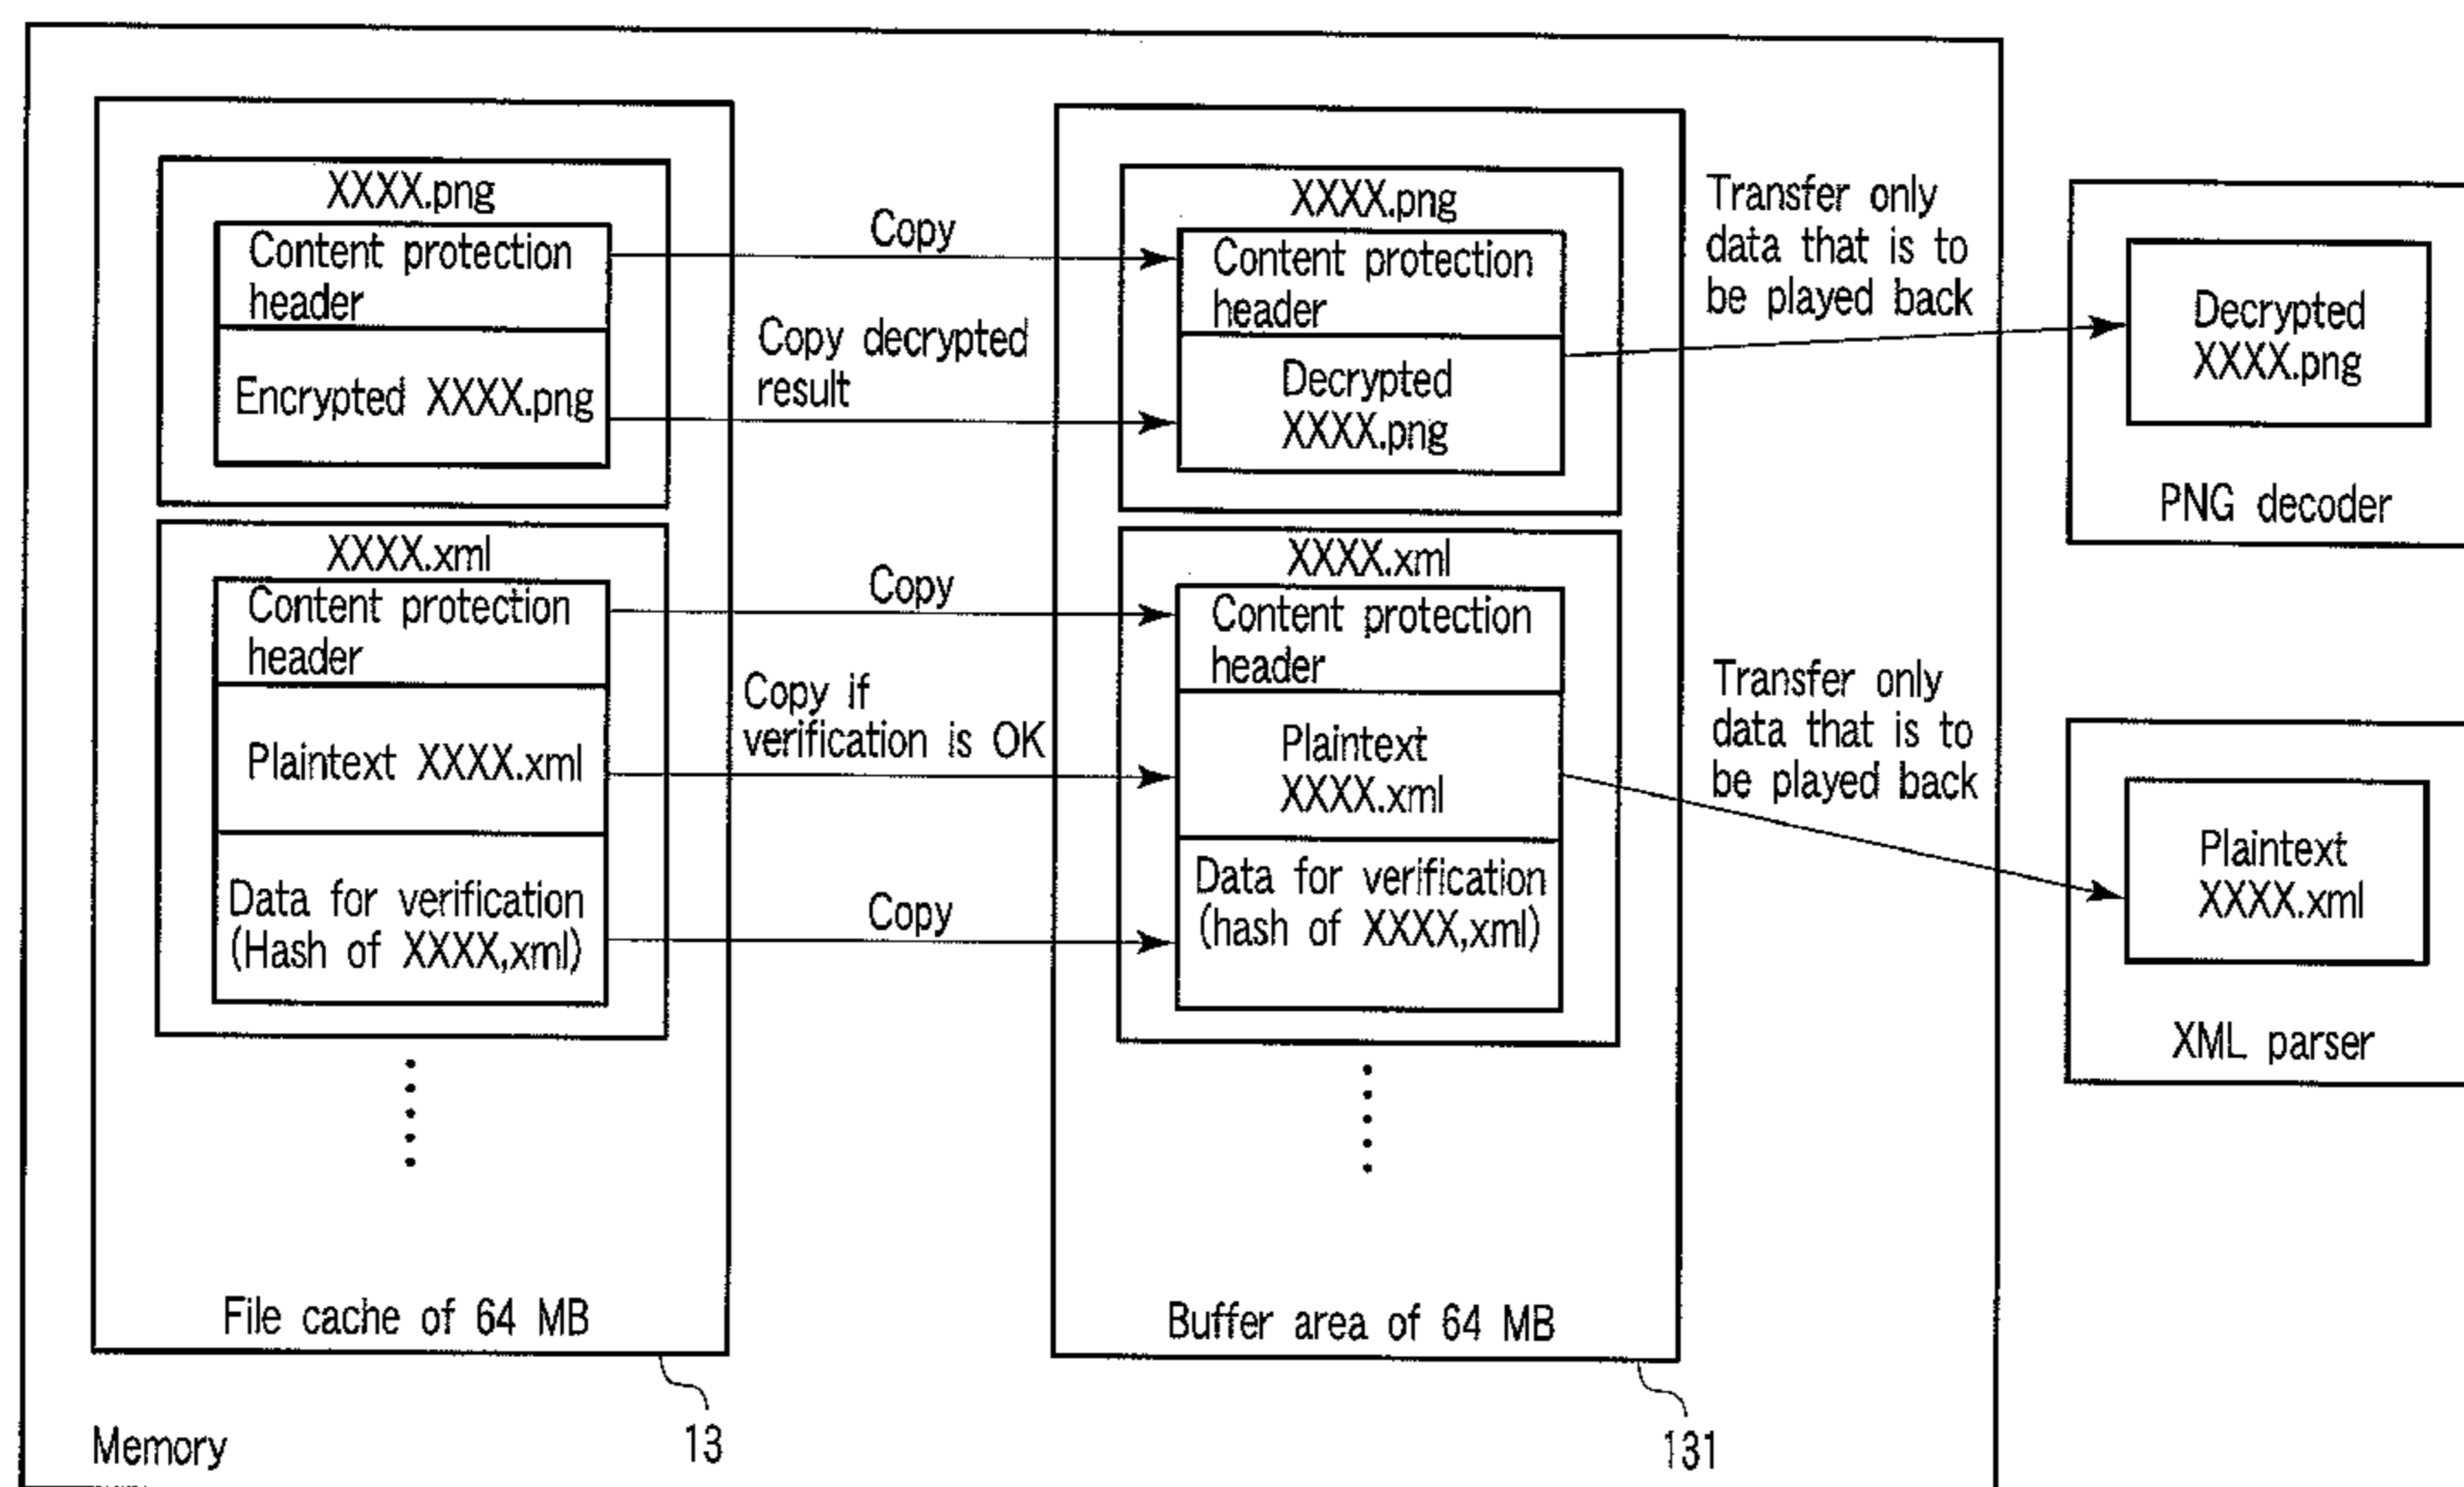 XXXX.png
Content protection
header
Encrypted XXXX.png
XXXX.xml
Content protection
header
Plaintext XXXX.xml
Data for verification
(Hash of XXXX,xml)
File cache of 64 MB
13
Memory
Copy
Copy decrypted
result
Copy
Copy if
verification is OK
Copy
XXXX.png
Content protection
header
Decrypted
XXXX.png
XXXX.xml
Content protection
header
Plaintext
XXXX.xml
Data for verification
(hash of XXXX,xml)
Buffer area of 64 MB
131
Transfer only
data that is to
be played back
Transfer only
data that is to
be played back
Decrypted
XXXX.png
PNG decoder
Plaintext
XXXX.xml
XML parser